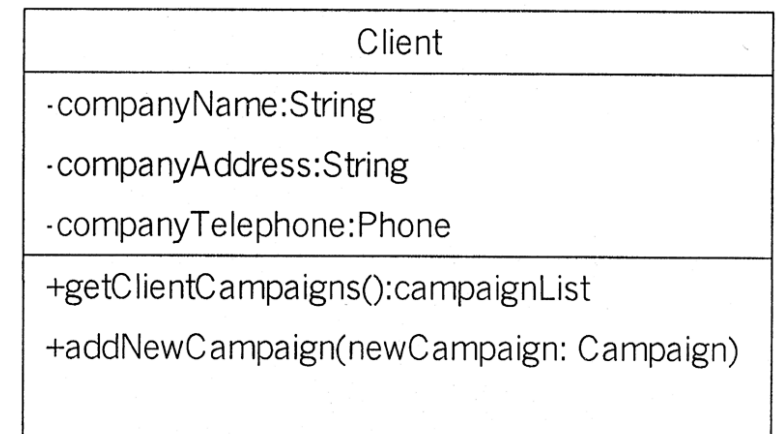 Client
-companyName:String
-companyAddress:String
-companyTelephone:Phone
+getClientCampaigns():campaignList
+addNewCampaign(newCampaign: Campaign)